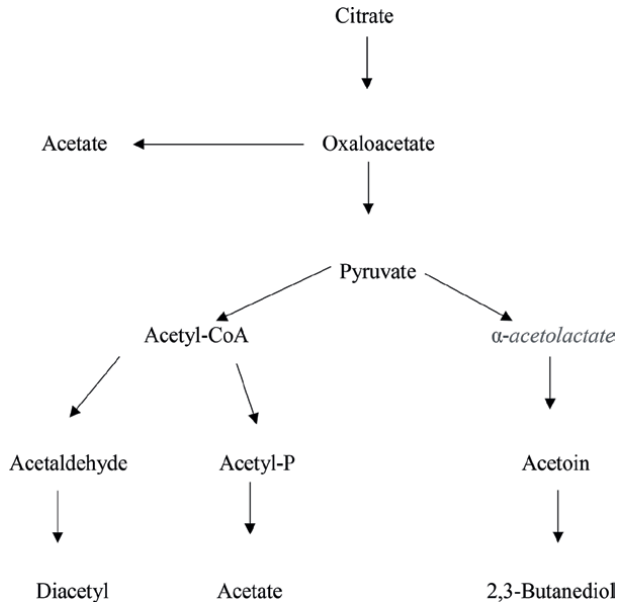 Citrate
Acetate
Oxaloacetate
Pyruvate
Acetyl-CoA
α-acetolactate
Acetaldehyde
Acetyl-P
Acetoin
Diacetyl
Acetate
2,3-Butanediol